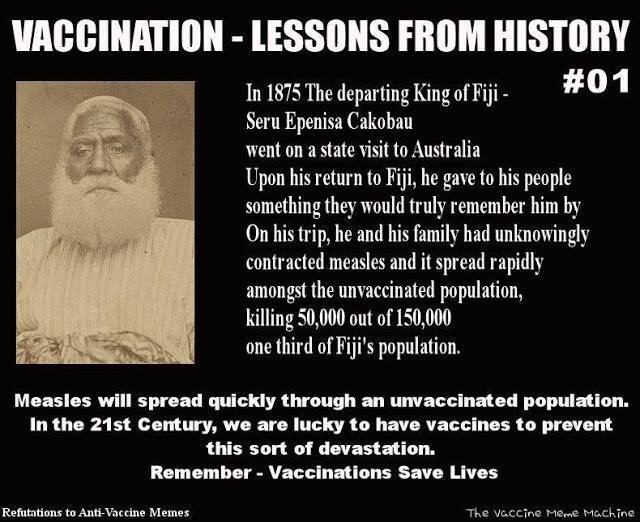 VACCINATION - LESSONS FROM HISTORY
#01
In 1875 The departing King of Fiji -
Seru Epenisa Cakobau
went on a state visit to Australia
Upon his return to Fiji, he gave to his people
something they would truly remember him by
On his trip, he and his family had unknowingly
contracted measles and it spread rapidly
amongst the unvaccinated population,
killing 50,000 out of 150,000
one third of Fiji's population.
Measles will spread quickly through an unvaccinated population.
In the 21st Century, we are lucky to have vaccines to prevent
this sort of devastation.
Remember - Vaccinations Save Lives
Refutations to Anti-Vaccine Memes
The Vaccine Meme Machine